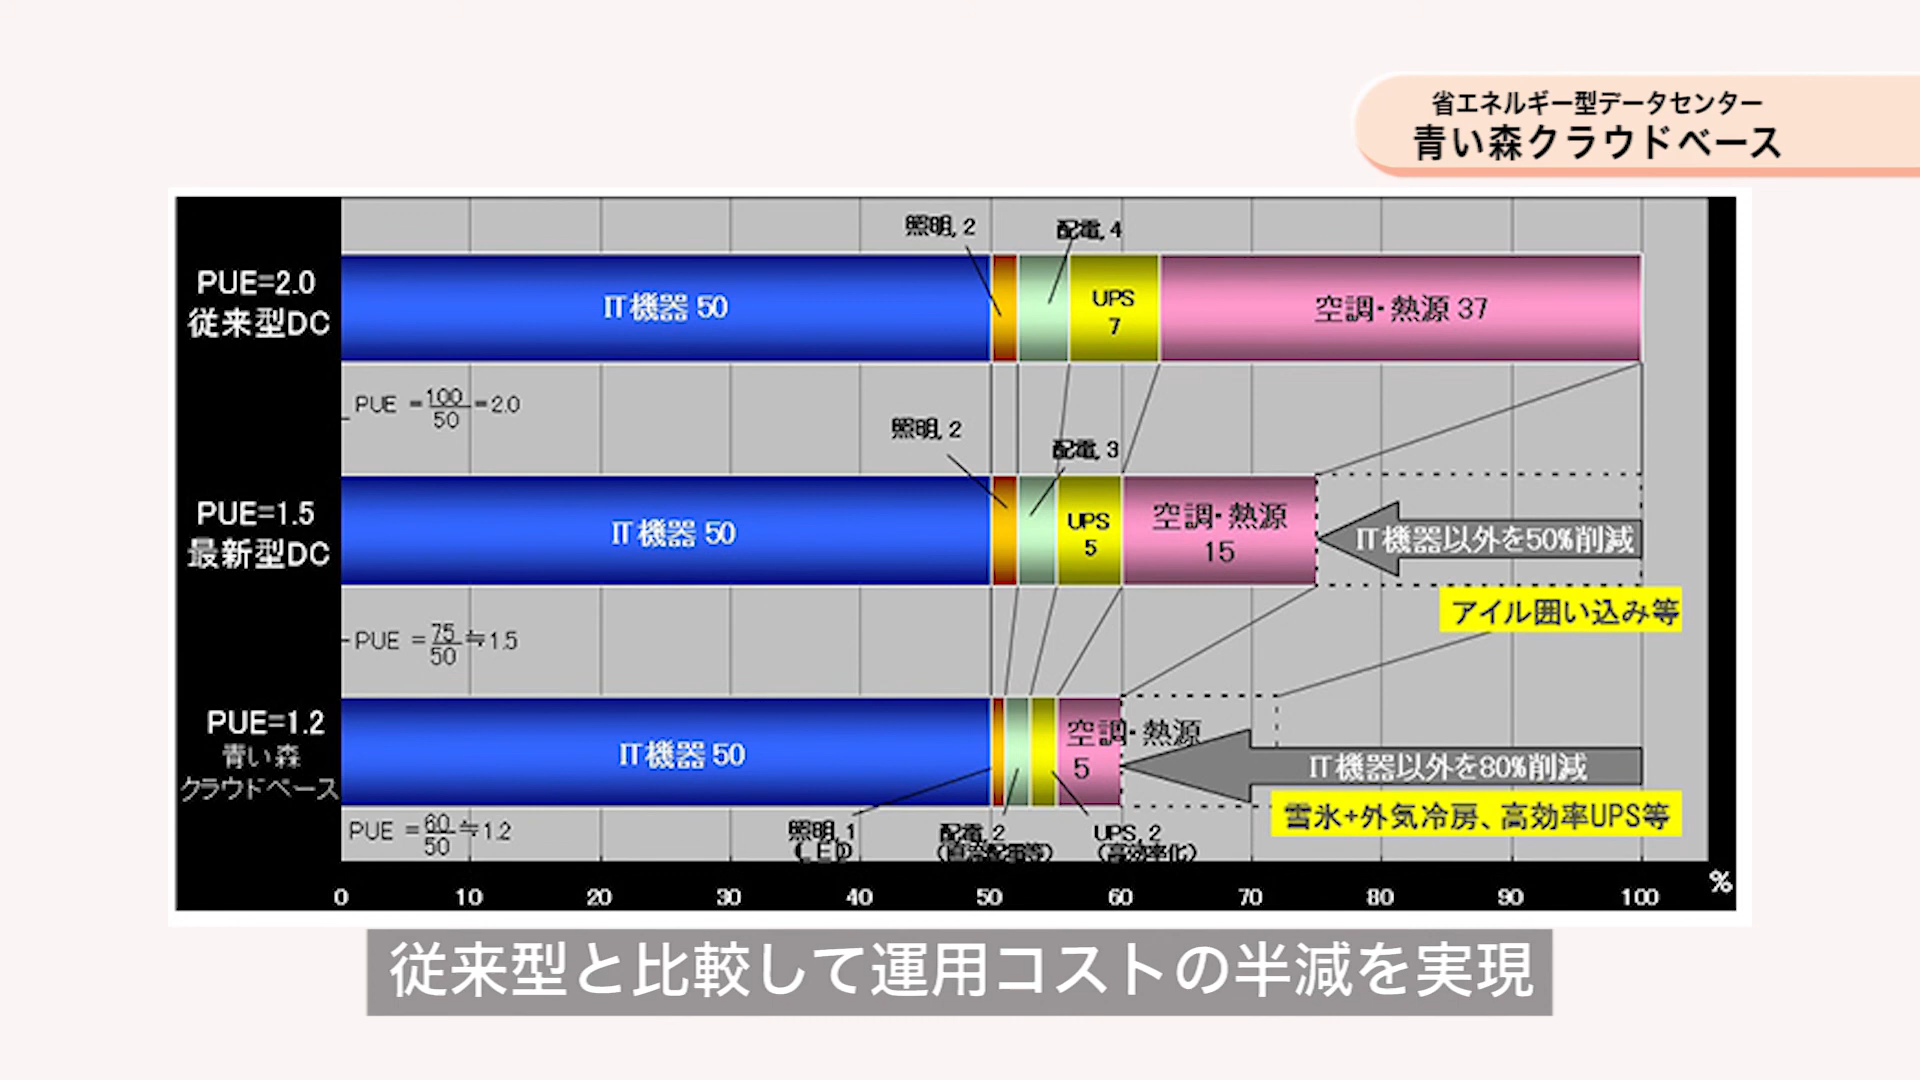 省エネルギー型データセンター
青い森クラウドベース
照明, 2
配電, 4
PUE=2.0
従来型DC
IT機器 50
UPS
7
空調・熱源 37
PUE = 100/50 =2.0
照明, 2
配電, 3
PUE=1.5
最新型DC
IT機器 50
UPS
5
空調・熱源
15
IT機器以外を50%削減
アイル囲い込み等
PUE = 75/50 ≒1.5
PUE=1.2
青い森
クラウドベース
IT機器 50
空調・熱源
5
IT機器以外を80%削減
雪氷+外気冷房、高効率UPS等
PUE = 60/50 ≒1.2
照明, 1
(LED)
配電, 2
(直流配電等)
UPS, 2
(高効率化)
0 10 20 30 40 50 60 70 80 90 100 %
従来型と比較して運用コストの半減を実現